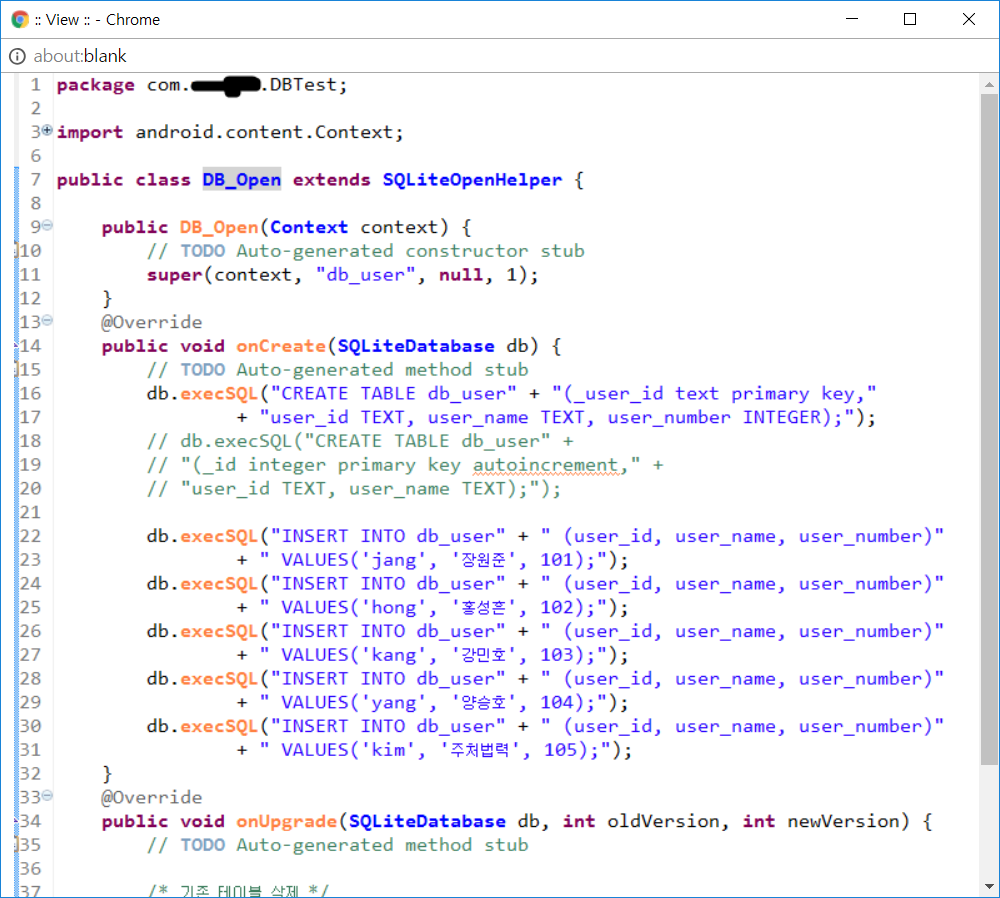 :: View :: - Chrome
about:blank
1 package com. .DBTest;
2
3 import android.content.Context;
6
7 public class DB_Open extends SQLiteOpenHelper {
8
9 public DB_Open(Context context) {
10 // TODO Auto-generated constructor stub
11 super(context, "db_user", null, 1);
12 }
13 @Override
14 public void onCreate(SQLiteDatabase db) {
15 // TODO Auto-generated method stub
16 db.execSQL("CREATE TABLE db_user" + "(_user_id text primary key,"
17 + "user_id TEXT, user_name TEXT, user_number INTEGER);");
18 // db.execSQL("CREATE TABLE db_user" +
19 // "(_id integer primary key autoincrement," +
20 // "user_id TEXT, user_name TEXT);");
21
22 db.execSQL("INSERT INTO db_user" + " (user_id, user_name, user_number)"
23 + " VALUES('jang', '장원준', 101);");
24 db.execSQL("INSERT INTO db_user" + " (user_id, user_name, user_number)"
25 + " VALUES('hong', '홍성흔', 102);");
26 db.execSQL("INSERT INTO db_user" + " (user_id, user_name, user_number)"
27 + " VALUES('kang', '강민호', 103);");
28 db.execSQL("INSERT INTO db_user" + " (user_id, user_name, user_number)"
29 + " VALUES('yang', '양승호', 104);");
30 db.execSQL("INSERT INTO db_user" + " (user_id, user_name, user_number)"
31 + " VALUES('kim', '주처법력', 105);");
32 }
33 @Override
34 public void onUpgrade(SQLiteDatabase db, int oldVersion, int newVersion) {
35 // TODO Auto-generated method stub
36
37 /* 기존 테이블 삭제 */